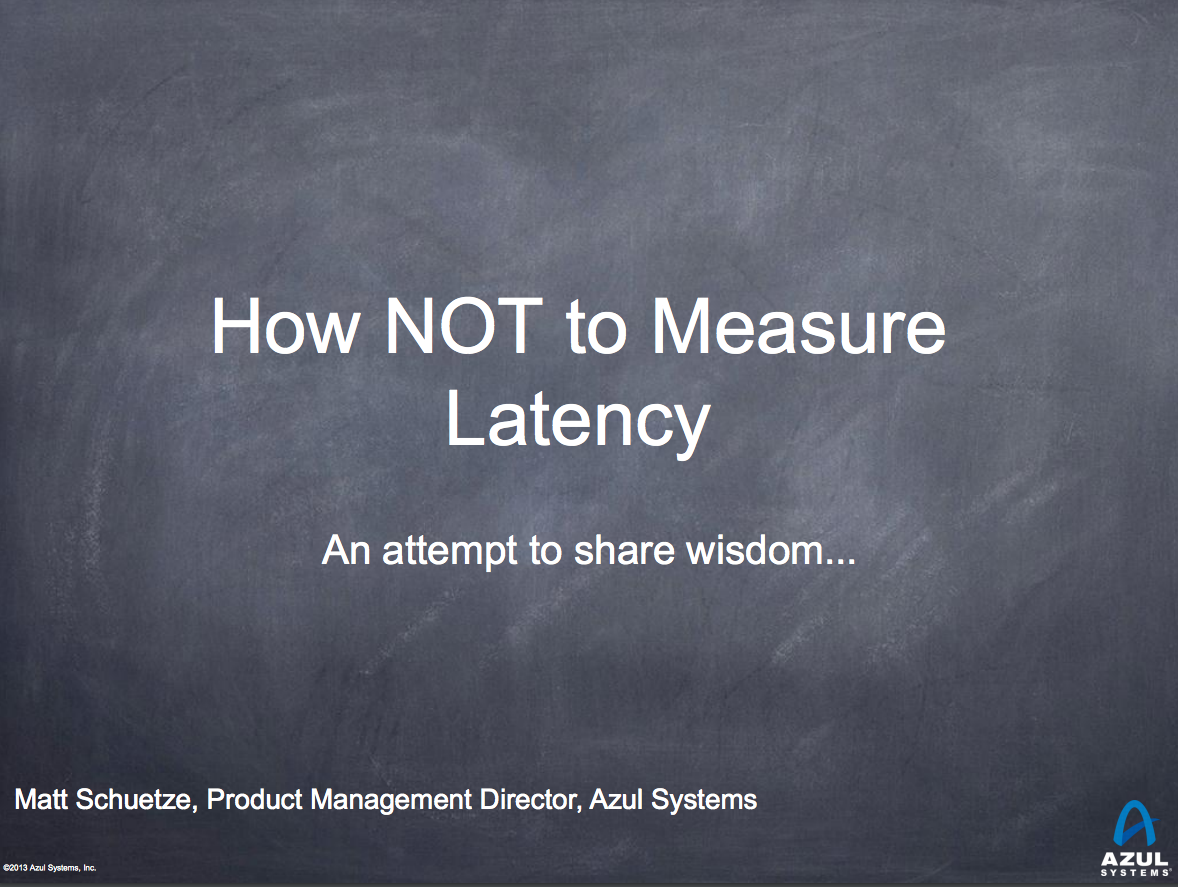 How NOT to Measure
Latency
An attempt to share wisdom...
Matt Schuetze, Product Management Director, Azul Systems
©2013 Azul Systems, Inc.
AZUL
SYSTEMS®